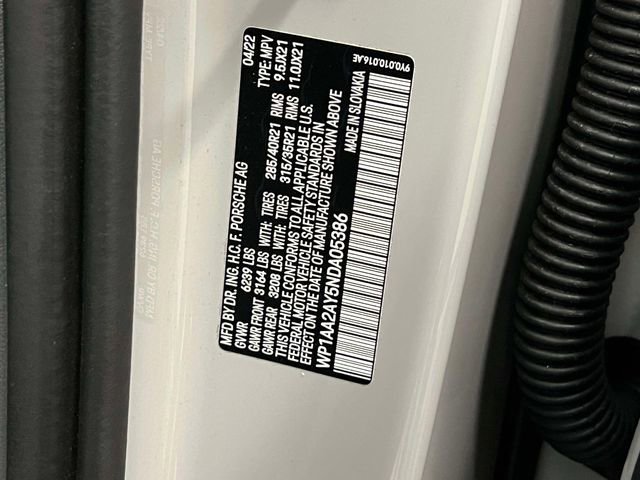 MFD BY DR. ING. H.C. F. PORSCHE AG 04/22
GVWR 6239 LBS TYPE: MPV
GAWR FRONT 3164 LBS WITH: TIRES 285/40R21 RIMS 9.5JX21
GAWR REAR 3208 LBS WITH: TIRES 315/35R21 RIMS 11.0JX21
THIS VEHICLE CONFORMS TO ALL APPLICABLE U.S.
FEDERAL MOTOR VEHICLE SAFETY STANDARDS IN
EFFECT ON THE DATE OF MANUFACTURE SHOWN ABOVE
WP1AA2AY5NDA05386 MADE IN SLOVAKIA
9Y0.010.016.AE